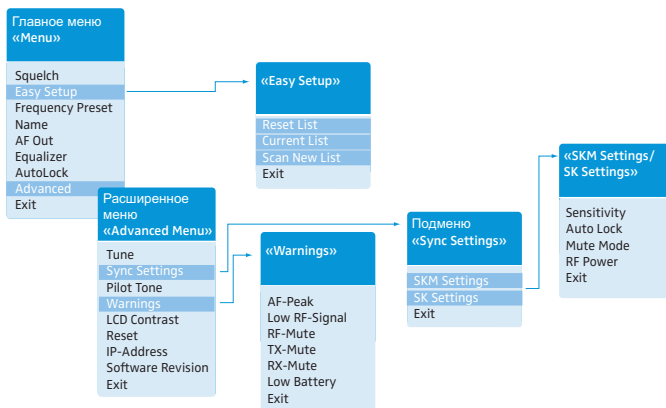 Главное меню
«Menu»
Squelch
Easy Setup
Frequency Preset
Name
AF Out
Equalizer
AutoLock
Advanced
Exit
«Easy Setup»
Reset List
Current List
Scan New List
Exit
Расширенное
меню
«Advanced Menu»
Tune
Sync Settings
Pilot Tone
Warnings
LCD Contrast
Reset
IP-Address
Software Revision
Exit
«Warnings»
AF-Peak
Low RF-Signal
RF-Mute
TX-Mute
RX-Mute
Low Battery
Exit
Подменю
«Sync Settings»
SKM Settings
SK Settings
Exit
«SKM Settings/
SK Settings»
Sensitivity
Auto Lock
Mute Mode
RF Power
Exit